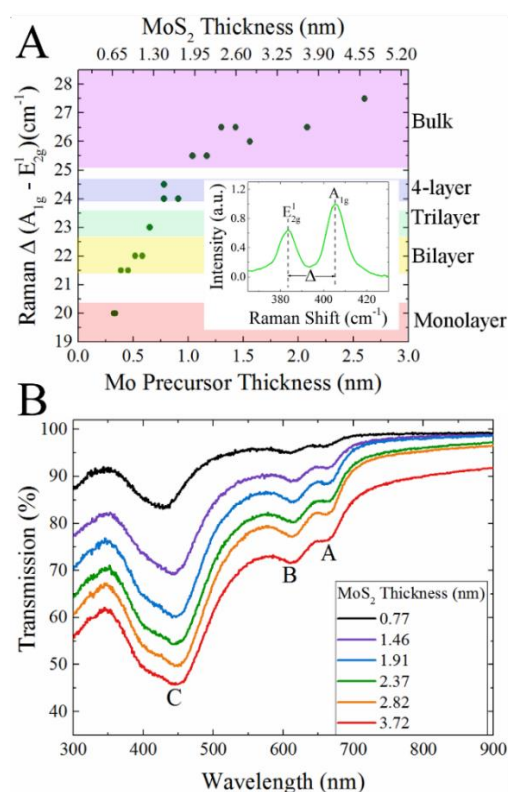 A
MoS2 Thickness (nm)
0.65 1.30 1.95 2.60 3.25 3.90 4.55 5.20
Raman Δ (A1g - E12g)(cm-1)
28
27
26
25
24
23
22
21
20
19
Bulk
4-layer
Trilayer
Bilayer
Monolayer
Intensity (a.u.)
1.2
0.8
0.4
0.0
E12g
A1g
Δ
380 400 420
Raman Shift (cm-1)
0.0 0.5 1.0 1.5 2.0 2.5 3.0
Mo Precursor Thickness (nm)
B
Transmission (%)
100
90
80
70
60
50
40
C
B
A
MoS2 Thickness (nm)
0.77
1.46
1.91
2.37
2.82
3.72
300 400 500 600 700 800 900
Wavelength (nm)